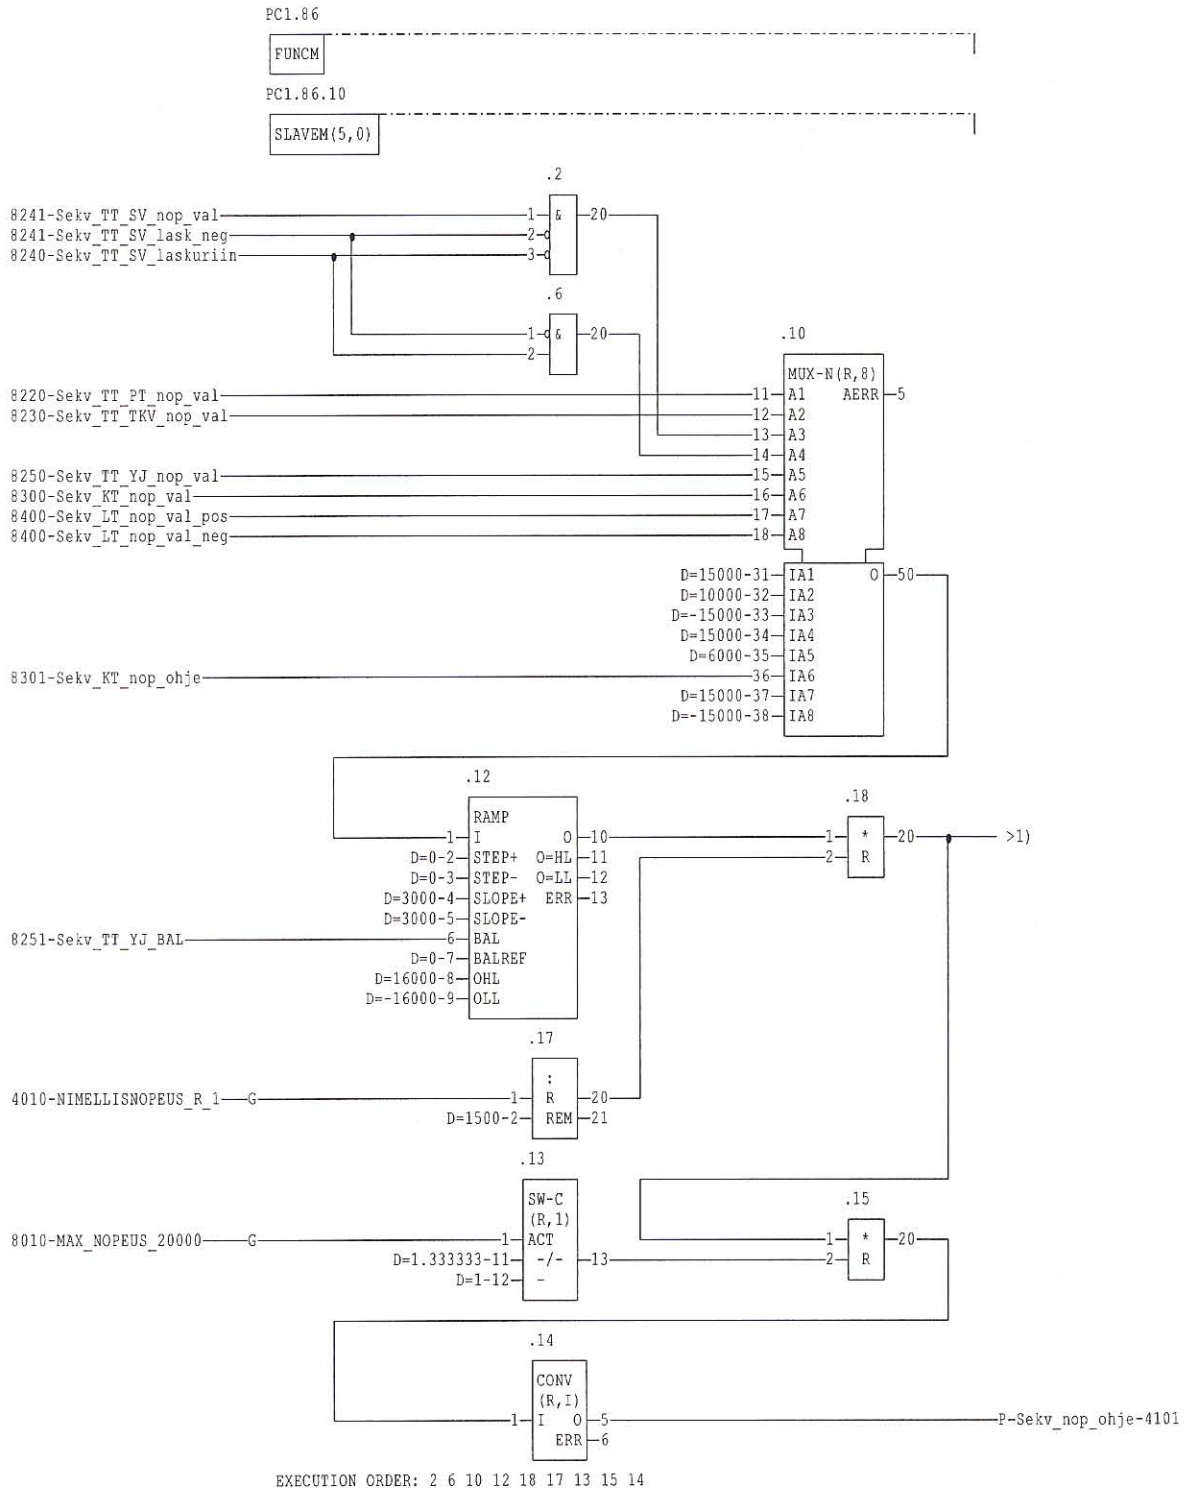 PC1.86
FUNCM
PC1.86.10
SLAVEM(5,0)
.2
8241-Sekv_TT_SV_nop_val 1 & 20
8241-Sekv_TT_SV_lask_neg 2
8240-Sekv_TT_SV_laskuriin 3
.6
1 & 20
2
.10
MUX-N(R,8)
8220-Sekv_TT_PT_nop_val 11 A1 AERR 5
8230-Sekv_TT_TKV_nop_val 12 A2
13 A3
14 A4
8250-Sekv_TT_YJ_nop_val 15 A5
8300-Sekv_KT_nop_val 16 A6
8400-Sekv_LT_nop_val_pos 17 A7
8400-Sekv_LT_nop_val_neg 18 A8
D=15000-31 IA1 O 50
D=10000-32 IA2
D=-15000-33 IA3
D=15000-34 IA4
D=6000-35 IA5
8301-Sekv_KT_nop_ohje 36 IA6
D=15000-37 IA7
D=-15000-38 IA8
.12
.18
RAMP
1 I O 10 1 * 20 >1)
D=0-2 STEP+ O=HL 11 2 R
D=0-3 STEP- O=LL 12
D=3000-4 SLOPE+ ERR 13
D=3000-5 SLOPE-
8251-Sekv_TT_YJ_BAL 6 BAL
D=0-7 BALREF
D=16000-8 OHL
D=-16000-9 OLL
.17
:
4010-NIMELLISNOPEUS_R_1 G 1 R 20
D=1500-2 REM 21
.13
SW-C .15
(R,1)
8010-MAX_NOPEUS_20000 G 1 ACT 1 * 20
D=1.333333-11 -/- 13 2 R
D=1-12 -
.14
CONV
(R,I)
1 I O 5 P-Sekv_nop_ohje-4101
ERR 6
EXECUTION ORDER: 2 6 10 12 18 17 13 15 14